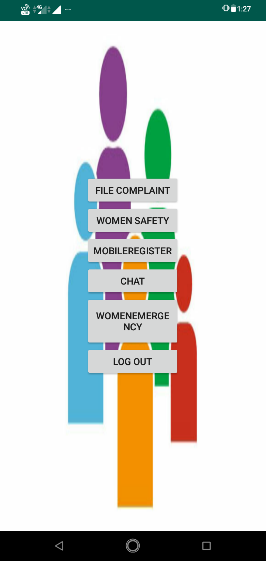 1:27
FILE COMPLAINT
WOMEN SAFETY
MOBILEREGISTER
CHAT
WOMENEMERGE
NCY
LOG OUT